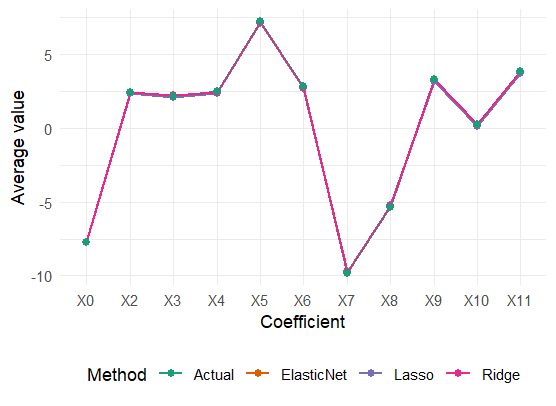 Average value
5
0
-5
-10
X0 X2 X3 X4 X5 X6 X7 X8 X9 X10 X11
Coefficient
Method Actual ElasticNet Lasso Ridge